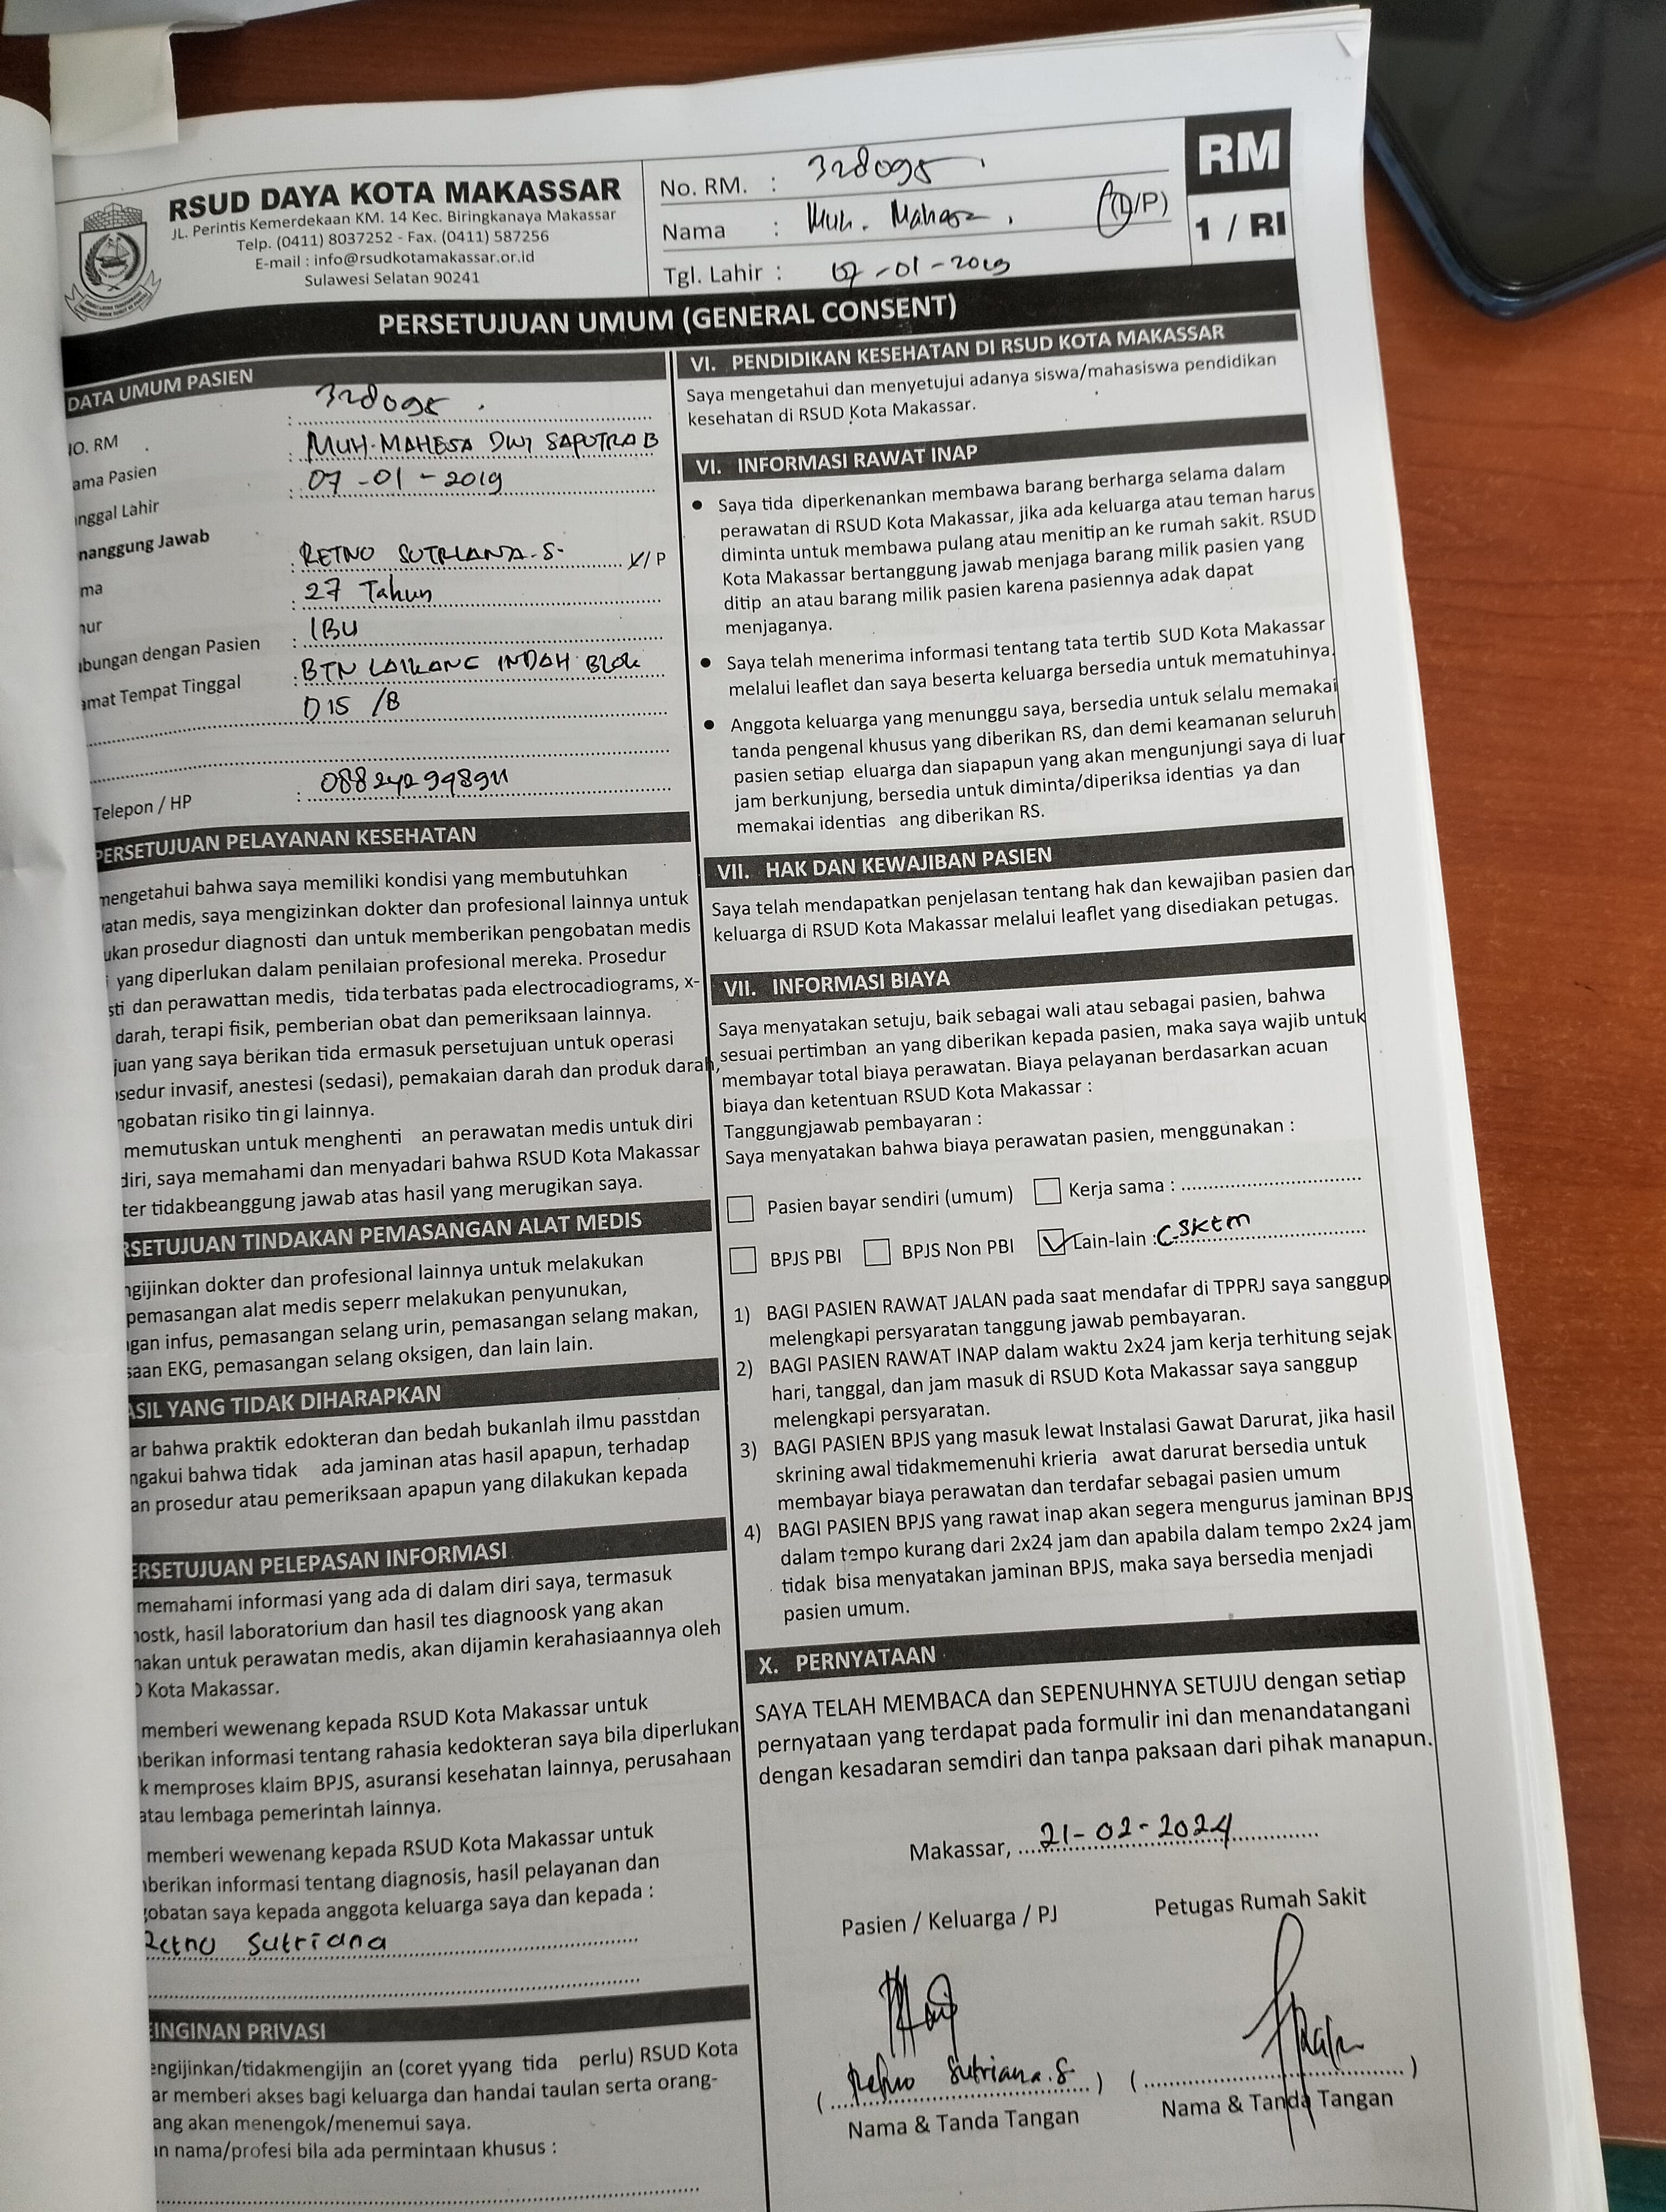 RSUD DAYA KOTA MAKASSAR
JL. Perintis Kemerdekaan KM. 14 Kec. Biringkanaya Makassar
Telp. (0411) 8037252 - Fax. (0411) 587256
E-mail : info@rsudkotamakassar.or.id
Sulawesi Selatan 90241
No. RM. : 328095
Nama : Muh. Mahesa (L/P)
Tgl. Lahir : 07-01-2019
RM
1 / RI
PERSETUJUAN UMUM (GENERAL CONSENT)
DATA UMUM PASIEN
NO. RM : 328095
ama Pasien : MUH. MAHESA DWI SAPUTRA B
nggal Lahir : 07-01-2019
nanggung Jawab
ma : RETNO SUTRIANA. S. L/P
nur : 27 Tahun
bungan dengan Pasien : IBU
amat Tempat Tinggal : BTN LAIKANG INDAH Blok
D15 /8
Telepon / HP :
PERSETUJUAN PELAYANAN KESEHATAN
mengetahui bahwa saya memiliki kondisi yang membutuhkan
atan medis, saya mengizinkan dokter dan profesional lainnya untuk
ukan prosedur diagnosti dan untuk memberikan pengobatan medis
i yang diperlukan dalam penilaian profesional mereka. Prosedur
sti dan perawattan medis, tida terbatas pada electrocadiograms, x-
darah, terapi fisik, pemberian obat dan pemeriksaan lainnya.
juan yang saya berikan tida ermasuk persetujuan untuk operasi
osedur invasif, anestesi (sedasi), pemakaian darah dan produk darah,
ngobatan risiko tin gi lainnya.
memutuskan untuk menghenti an perawatan medis untuk diri
diri, saya memahami dan menyadari bahwa RSUD Kota Makassar
ter tidakbeanggung jawab atas hasil yang merugikan saya.
RSETUJUAN TINDAKAN PEMASANGAN ALAT MEDIS
ngijinkan dokter dan profesional lainnya untuk melakukan
pemasangan alat medis seperr melakukan penyunukan,
ngan infus, pemasangan selang urin, pemasangan selang makan,
saan EKG, pemasangan selang oksigen, dan lain lain.
ASIL YANG TIDAK DIHARAPKAN
ar bahwa praktik edokteran dan bedah bukanlah ilmu passtdan
ngakui bahwa tidak ada jaminan atas hasil apapun, terhadap
an prosedur atau pemeriksaan apapun yang dilakukan kepada
ERSETUJUAN PELEPASAN INFORMASI
memahami informasi yang ada di dalam diri saya, termasuk
nostk, hasil laboratorium dan hasil tes diagnoosk yang akan
nakan untuk perawatan medis, akan dijamin kerahasiaannya oleh
D Kota Makassar.
memberi wewenang kepada RSUD Kota Makassar untuk
nberikan informasi tentang rahasia kedokteran saya bila diperlukan
k memproses klaim BPJS, asuransi kesehatan lainnya, perusahaan
atau lembaga pemerintah lainnya.
memberi wewenang kepada RSUD Kota Makassar untuk
nberikan informasi tentang diagnosis, hasil pelayanan dan
gobatan saya kepada anggota keluarga saya dan kepada :
Retno Sutriana
EINGINAN PRIVASI
engijinkan/tidakmengijin an (coret yyang tida perlu) RSUD Kota
ar memberi akses bagi keluarga dan handai taulan serta orang-
ang akan menengok/menemui saya.
an nama/profesi bila ada permintaan khusus :
VI. PENDIDIKAN KESEHATAN DI RSUD KOTA MAKASSAR
Saya mengetahui dan menyetujui adanya siswa/mahasiswa pendidikan
kesehatan di RSUD Kota Makassar.
VI. INFORMASI RAWAT INAP
• Saya tida diperkenankan membawa barang berharga selama dalam
perawatan di RSUD Kota Makassar, jika ada keluarga atau teman harus
diminta untuk membawa pulang atau menitip an ke rumah sakit. RSUD
Kota Makassar bertanggung jawab menjaga barang milik pasien yang
ditip an atau barang milik pasien karena pasiennya adak dapat
menjaganya.
• Saya telah menerima informasi tentang tata tertib SUD Kota Makassar
melalui leaflet dan saya beserta keluarga bersedia untuk mematuhinya.
• Anggota keluarga yang menunggu saya, bersedia untuk selalu memakai
tanda pengenal khusus yang diberikan RS, dan demi keamanan seluruh
pasien setiap eluarga dan siapapun yang akan mengunjungi saya di luar
jam berkunjung, bersedia untuk diminta/diperiksa identias ya dan
memakai identias ang diberikan RS.
VII. HAK DAN KEWAJIBAN PASIEN
Saya telah mendapatkan penjelasan tentang hak dan kewajiban pasien dan
keluarga di RSUD Kota Makassar melalui leaflet yang disediakan petugas.
VII. INFORMASI BIAYA
Saya menyatakan setuju, baik sebagai wali atau sebagai pasien, bahwa
sesuai pertimban an yang diberikan kepada pasien, maka saya wajib untuk
membayar total biaya perawatan. Biaya pelayanan berdasarkan acuan
biaya dan ketentuan RSUD Kota Makassar :
Tanggungjawab pembayaran :
Saya menyatakan bahwa biaya perawatan pasien, menggunakan :
Pasien bayar sendiri (umum) Kerja sama :
BPJS PBI BPJS Non PBI Lain-lain : C.SKTM
1) BAGI PASIEN RAWAT JALAN pada saat mendafar di TPPRJ saya sanggup
melengkapi persyaratan tanggung jawab pembayaran.
2) BAGI PASIEN RAWAT INAP dalam waktu 2x24 jam kerja terhitung sejak
hari, tanggal, dan jam masuk di RSUD Kota Makassar saya sanggup
melengkapi persyaratan.
3) BAGI PASIEN BPJS yang masuk lewat Instalasi Gawat Darurat, jika hasil
skrining awal tidakmemenuhi krieria awat darurat bersedia untuk
membayar biaya perawatan dan terdafar sebagai pasien umum
4) BAGI PASIEN BPJS yang rawat inap akan segera mengurus jaminan BPJS
dalam tempo kurang dari 2x24 jam dan apabila dalam tempo 2x24 jam
tidak bisa menyatakan jaminan BPJS, maka saya bersedia menjadi
pasien umum.
X. PERNYATAAN
SAYA TELAH MEMBACA dan SEPENUHNYA SETUJU dengan setiap
pernyataan yang terdapat pada formulir ini dan menandatangani
dengan kesadaran semdiri dan tanpa paksaan dari pihak manapun.
Makassar, 21-02-2024
Pasien / Keluarga / PJ Petugas Rumah Sakit
(Retno Sutriana. S) ( )
Nama & Tanda Tangan Nama & Tanda Tangan